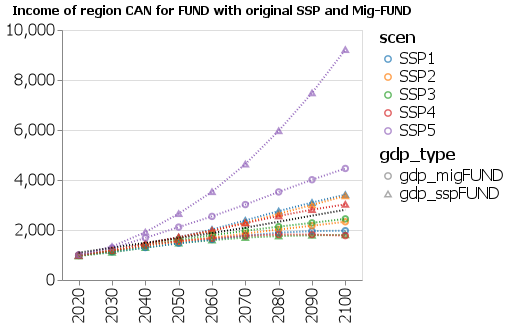 Income of region CAN for FUND with original SSP and Mig-FUND
10,000
8,000
6,000
4,000
2,000
0
2020
2030
2040
2050
2060
2070
2080
2090
2100
scen
SSP1
SSP2
SSP3
SSP4
SSP5
gdp_type
gdp_migFUND
gdp_sspFUND